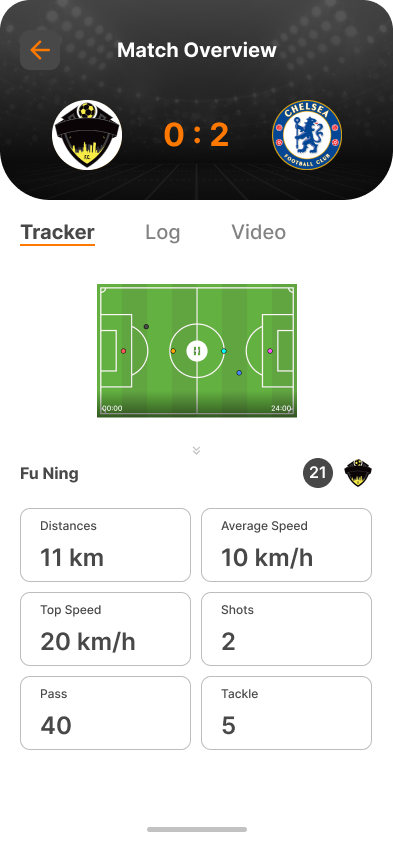 Match Overview
FC
0 : 2
CHELSEA
FOOTBALL CLUB
Tracker
Log
Video
00:00
24:00
Fu Ning
21
Distances
11 km
Average Speed
10 km/h
Top Speed
20 km/h
Shots
2
Pass
40
Tackle
5